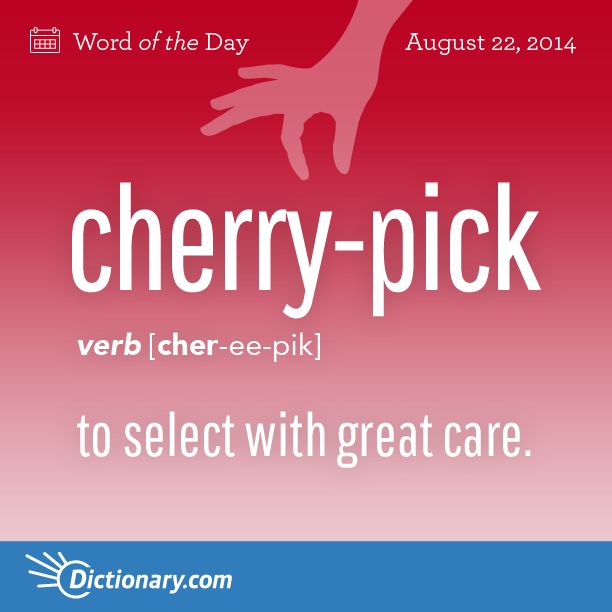 Word of the Day
August 22, 2014
cherry-pick
verb [cher-ee-pik]
to select with great care.
Dictionary.com